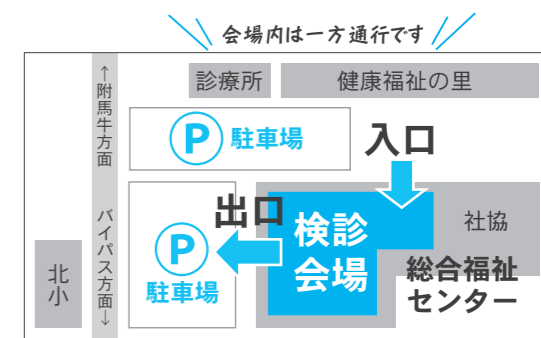 会場内は一方通行です
診療所
健康福祉の里
↑附馬牛方面
P 駐車場
入口
バイパス方面↓
出口
検診
会場
社協
P
駐車場
北小
総合福祉
センター